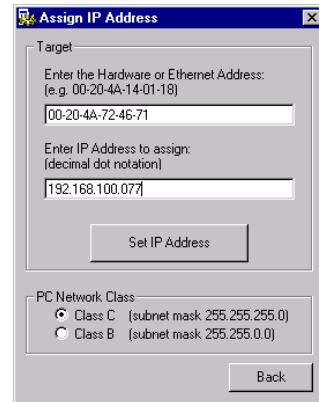 Assign IP Address
Target
Enter the Hardware or Ethernet Address:
(e.g. 00-20-4A-14-01-18)
00-20-4A-72-46-71
Enter IP Address to assign:
(decimal dot notation)
192.168.100.077
Set IP Address
PC Network Class
Class C (subnet mask 255.255.255.0)
Class B (subnet mask 255.255.0.0)
Back